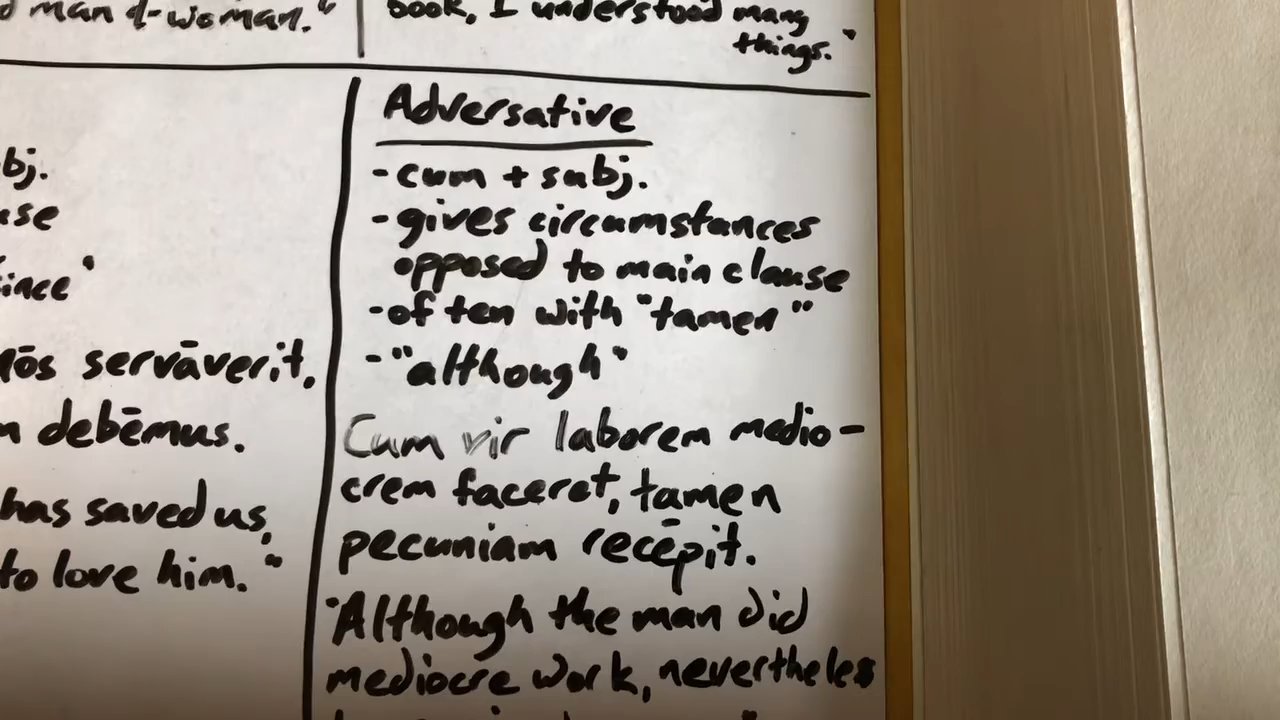 man & woman."
book, I understood many
things."
bj.
use
ince"
nōs servāverit,
debēmus.
has saved us,
to love him."
Adversative
- cum + subj.
- gives circumstances
opposed to main clause
- often with "tamen"
- "although"
Cum vir laborem medio-
crem faceret, tamen
pecuniam recēpit.
"Although the man did
mediocre work, nevertheless